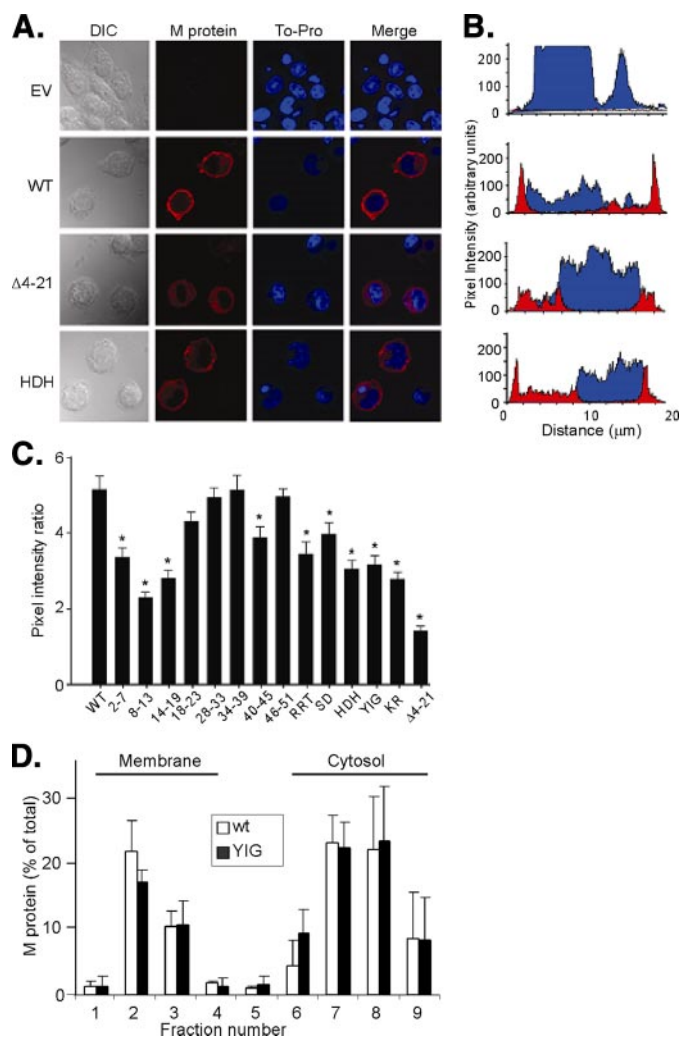 A.
DIC
M protein
To-Pro
Merge
EV
WT
Δ4-21
HDH
B.
200
100
0
200
100
0
200
100
0
200
100
0
Pixel Intensity (arbitrary units)
0
10
20
Distance (μm)
C.
6
4
2
0
Pixel intensity ratio
* * * * * * * * * *
WT
2-7
8-13
14-19
18-23
28-33
34-39
40-45
46-51
RRT
SD
HDH
YIG
KR
Δ4-21
D.
Membrane
Cytosol
wt
YIG
30
20
10
0
M protein (% of total)
1 2 3 4 5 6 7 8 9
Fraction number